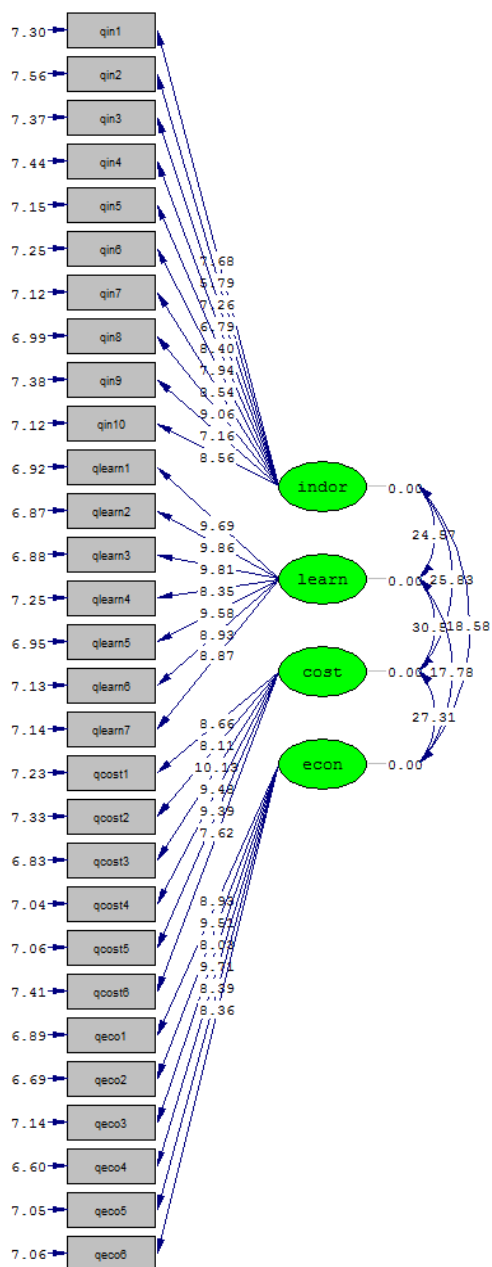 7.30 qin1
7.56 qin2
7.37 qin3
7.44 qin4
7.15 qin5
7.25 qin6
7.12 qin7
6.99 qin8
7.38 qin9
7.12 qin10
6.92 qlearn1
6.87 qlearn2
6.88 qlearn3
7.25 qlearn4
6.95 qlearn5
7.13 qlearn6
7.14 qlearn7
7.23 qcost1
7.33 qcost2
6.83 qcost3
7.04 qcost4
7.06 qcost5
7.41 qcost6
6.89 qeco1
6.69 qeco2
7.14 qeco3
6.60 qeco4
7.05 qeco5
7.06 qeco6
7.68
5.79
7.26
6.79
8.40
7.94
8.54
9.06
7.16
8.56
9.69
9.86
9.81
8.35
9.58
8.93
8.87
8.66
8.11
10.13
9.48
9.39
7.62
8.93
9.51
8.03
9.71
8.39
8.36
indor 0.00
learn 0.00
cost 0.00
econ 0.00
25.83
18.58
17.78
27.31